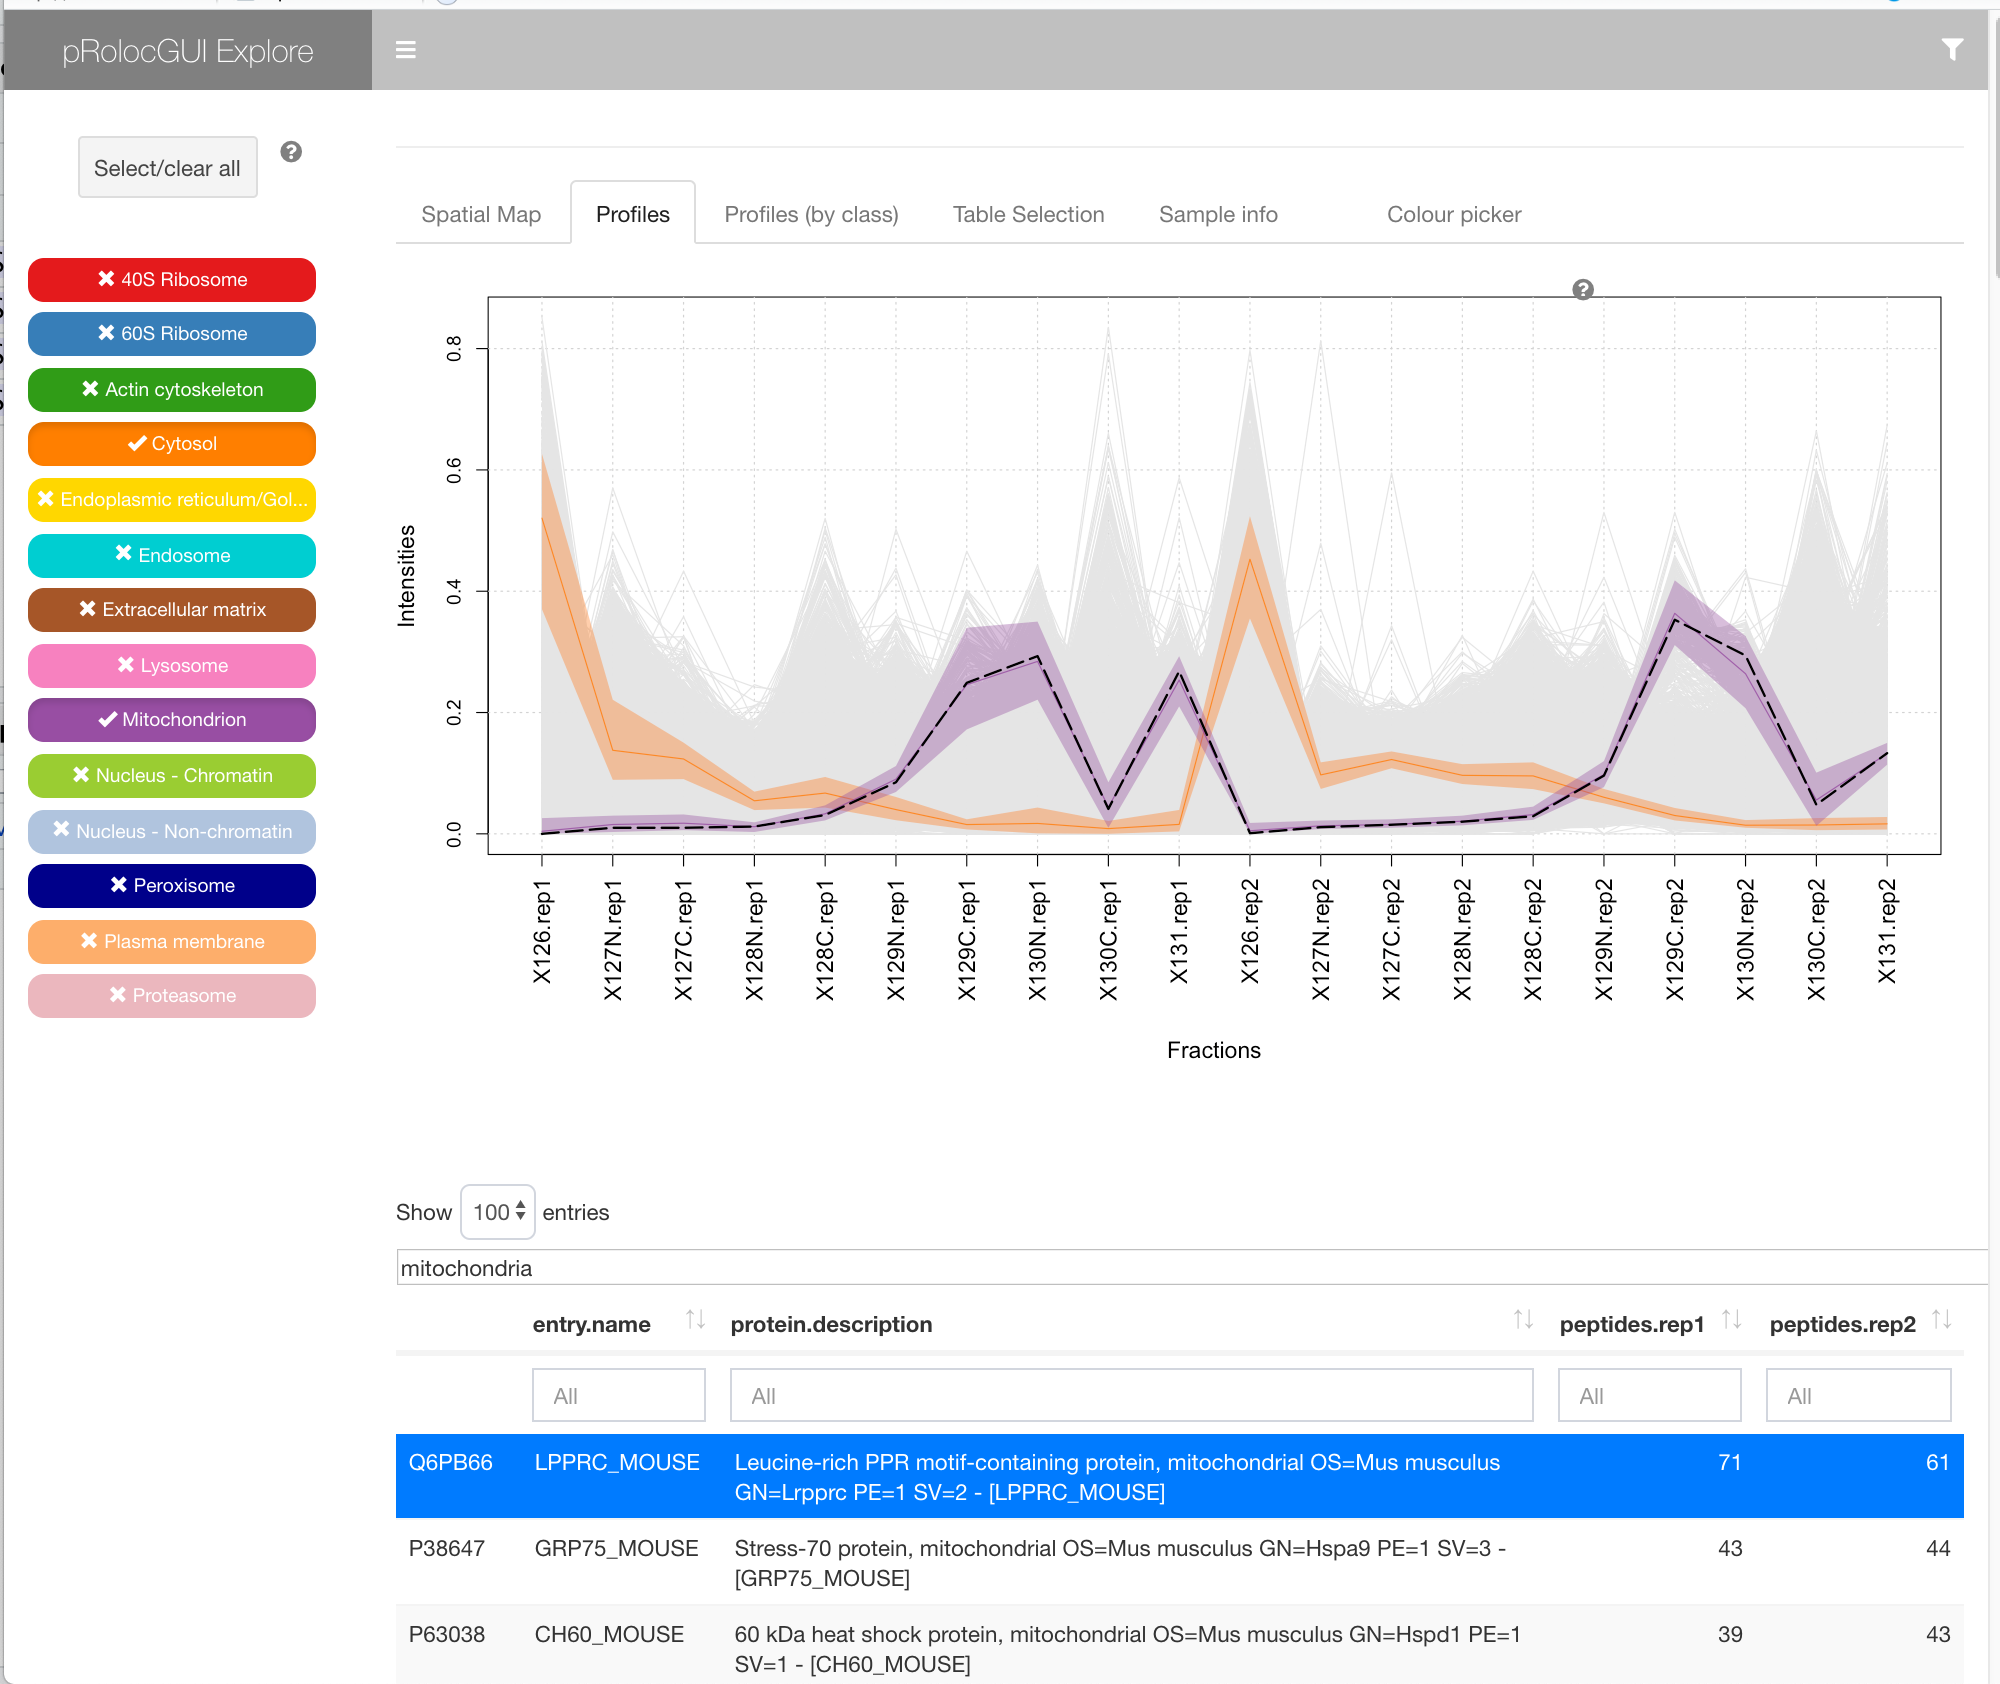 pRolocGUI Explore
Select/clear all
40S Ribosome
60S Ribosome
Actin cytoskeleton
Cytosol
Endoplasmic reticulum/Gol...
Endosome
Extracellular matrix
Lysosome
Mitochondrion
Nucleus - Chromatin
Nucleus - Non-chromatin
Peroxisome
Plasma membrane
Proteasome
Spatial Map Profiles Profiles (by class) Table Selection Sample info Colour picker
Intensities
0.8
0.6
0.4
0.2
0.0
X126.rep1
X127N.rep1
X127C.rep1
X128N.rep1
X128C.rep1
X129N.rep1
X129C.rep1
X130N.rep1
X130C.rep1
X131.rep1
X126.rep2
X127N.rep2
X127C.rep2
X128N.rep2
X128C.rep2
X129N.rep2
X129C.rep2
X130N.rep2
X130C.rep2
X131.rep2
Fractions
Show 100 entries
mitochondria
entry.name protein.description peptides.rep1 peptides.rep2
All All All All
Q6PB66 LPPRC_MOUSE Leucine-rich PPR motif-containing protein, mitochondrial OS=Mus musculus 71 61
GN=Lrpprc PE=1 SV=2 - [LPPRC_MOUSE]
P38647 GRP75_MOUSE Stress-70 protein, mitochondrial OS=Mus musculus GN=Hspa9 PE=1 SV=3 - 43 44
[GRP75_MOUSE]
P63038 CH60_MOUSE 60 kDa heat shock protein, mitochondrial OS=Mus musculus GN=Hspd1 PE=1 39 43
SV=1 - [CH60_MOUSE]